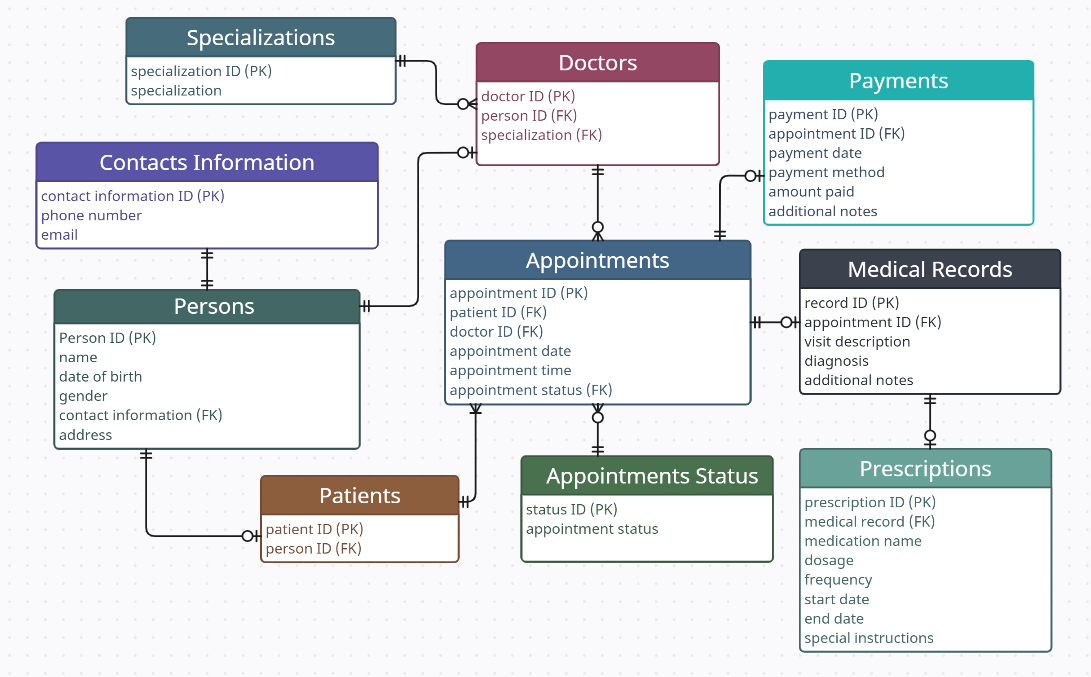 Specializations
specialization ID (PK)
specialization
Doctors
doctor ID (PK)
person ID (FK)
specialization (FK)
Payments
payment ID (PK)
appointment ID (FK)
payment date
payment method
amount paid
additional notes
Contacts Information
contact information ID (PK)
phone number
email
Appointments
appointment ID (PK)
patient ID (FK)
doctor ID (FK)
appointment date
appointment time
appointment status (FK)
Medical Records
record ID (PK)
appointment ID (FK)
visit description
diagnosis
additional notes
Persons
Person ID (PK)
name
date of birth
gender
contact information (FK)
address
Patients
patient ID (PK)
person ID (FK)
Appointments Status
status ID (PK)
appointment status
Prescriptions
prescription ID (PK)
medical record (FK)
medication name
dosage
frequency
start date
end date
special instructions